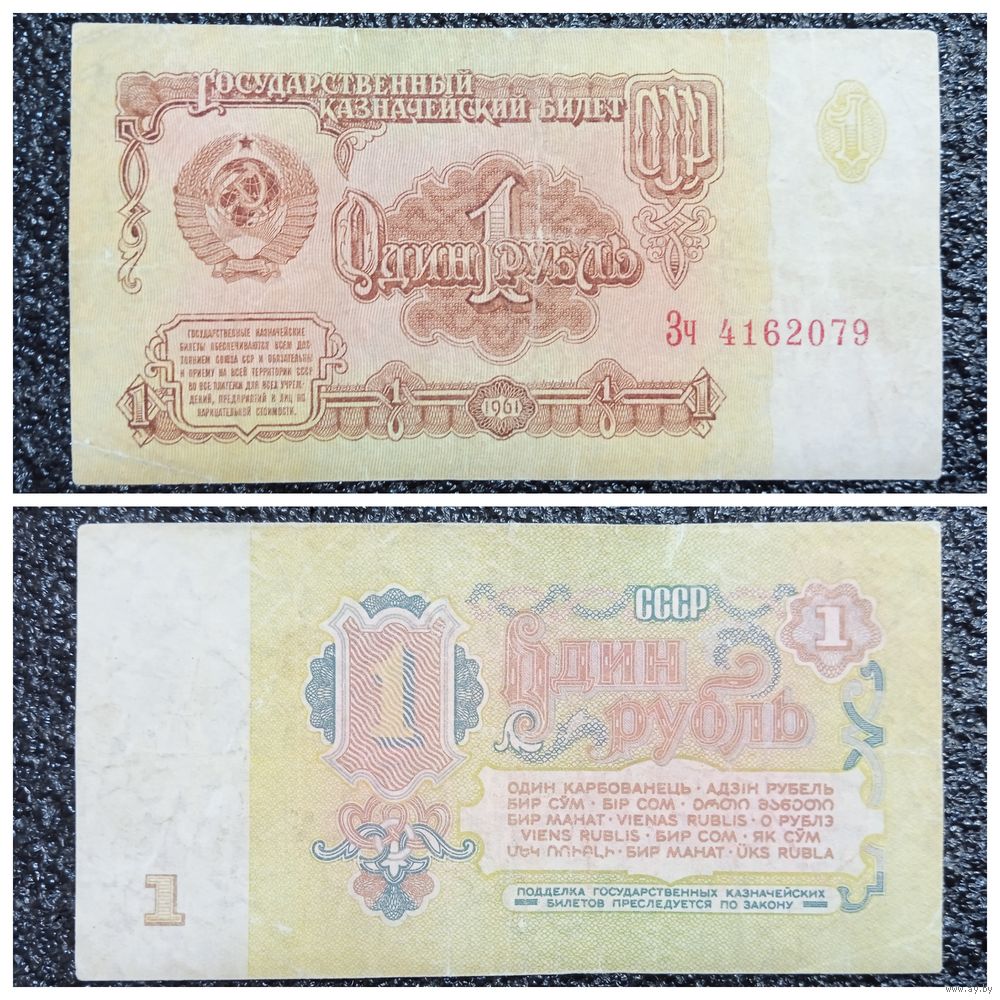 ГОСУДАРСТВЕННЫЙ
КАЗНАЧЕЙСКИЙ БИЛЕТ
СССР
1
1
ОДИН РУБЛЬ
Зч 4162079
ГОСУДАРСТВЕННЫЕ КАЗНАЧЕЙСКИЕ
БИЛЕТЫ ОБЕСПЕЧИВАЮТСЯ ВСЕМ ДОС-
ТОЯНИЕМ СОЮЗА ССР И ОБЯЗАТЕЛЬНЫ
К ПРИЕМУ НА ВСЕЙ ТЕРРИТОРИИ СССР
ВО ВСЕ ПЛАТЕЖИ ДЛЯ ВСЕХ УЧРЕЖ-
ДЕНИЙ, ПРЕДПРИЯТИЙ И ЛИЦ ПО
НАРИЦАТЕЛЬНОЙ СТОИМОСТИ.
1 1 1961 1 1
СССР
1
1
ОДИН
РУБЛЬ
ОДИН КАРБОВАНЕЦЬ · АДЗІН РУБЕЛЬ
БИР СЎМ · БІР СОМ · ᲔᲠᲗᲘ ᲛᲐᲜᲔᲗᲘ
БИР МАНАТ · VIENAS RUBLIS · О РУБЛЭ
VIENS RUBLIS · БИР СОМ · ЯК СЎМ
ՄԵԿ ՌՈՒԲԼԻ · БИР МАНАТ · ÜKS RUBLA
1
ПОДДЕЛКА ГОСУДАРСТВЕННЫХ КАЗНАЧЕЙСКИХ
БИЛЕТОВ ПРЕСЛЕДУЕТСЯ ПО ЗАКОНУ
www.ay.by